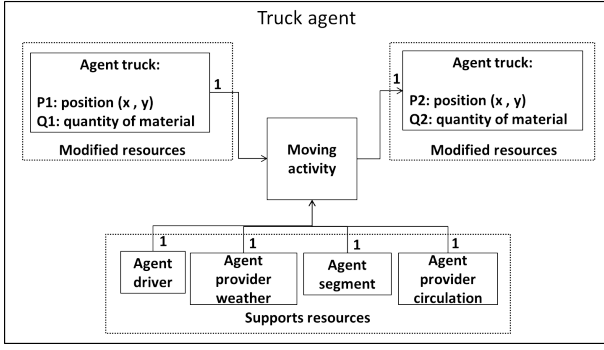 Truck agent
Agent truck:
P1: position (x , y)
Q1: quantity of material
Modified resources
1
Moving
activity
1
Agent truck:
P2: position (x , y)
Q2: quantity of material
Modified resources
1
1
1
1
Agent
driver
Agent
provider
weather
Agent
segment
Agent
provider
circulation
Supports resources